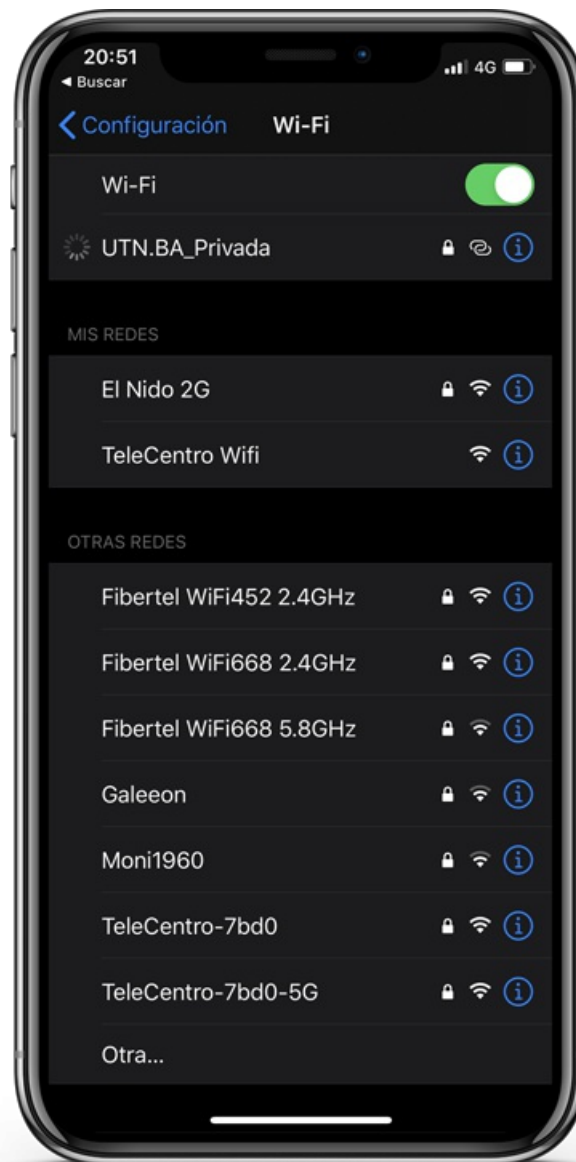 20:51
4G
◀ Buscar
Configuración Wi-Fi
Wi-Fi
UTN.BA_Privada
MIS REDES
El Nido 2G
TeleCentro Wifi
OTRAS REDES
Fibertel WiFi452 2.4GHz
Fibertel WiFi668 2.4GHz
Fibertel WiFi668 5.8GHz
Galeeon
Moni1960
TeleCentro-7bd0
TeleCentro-7bd0-5G
Otra...